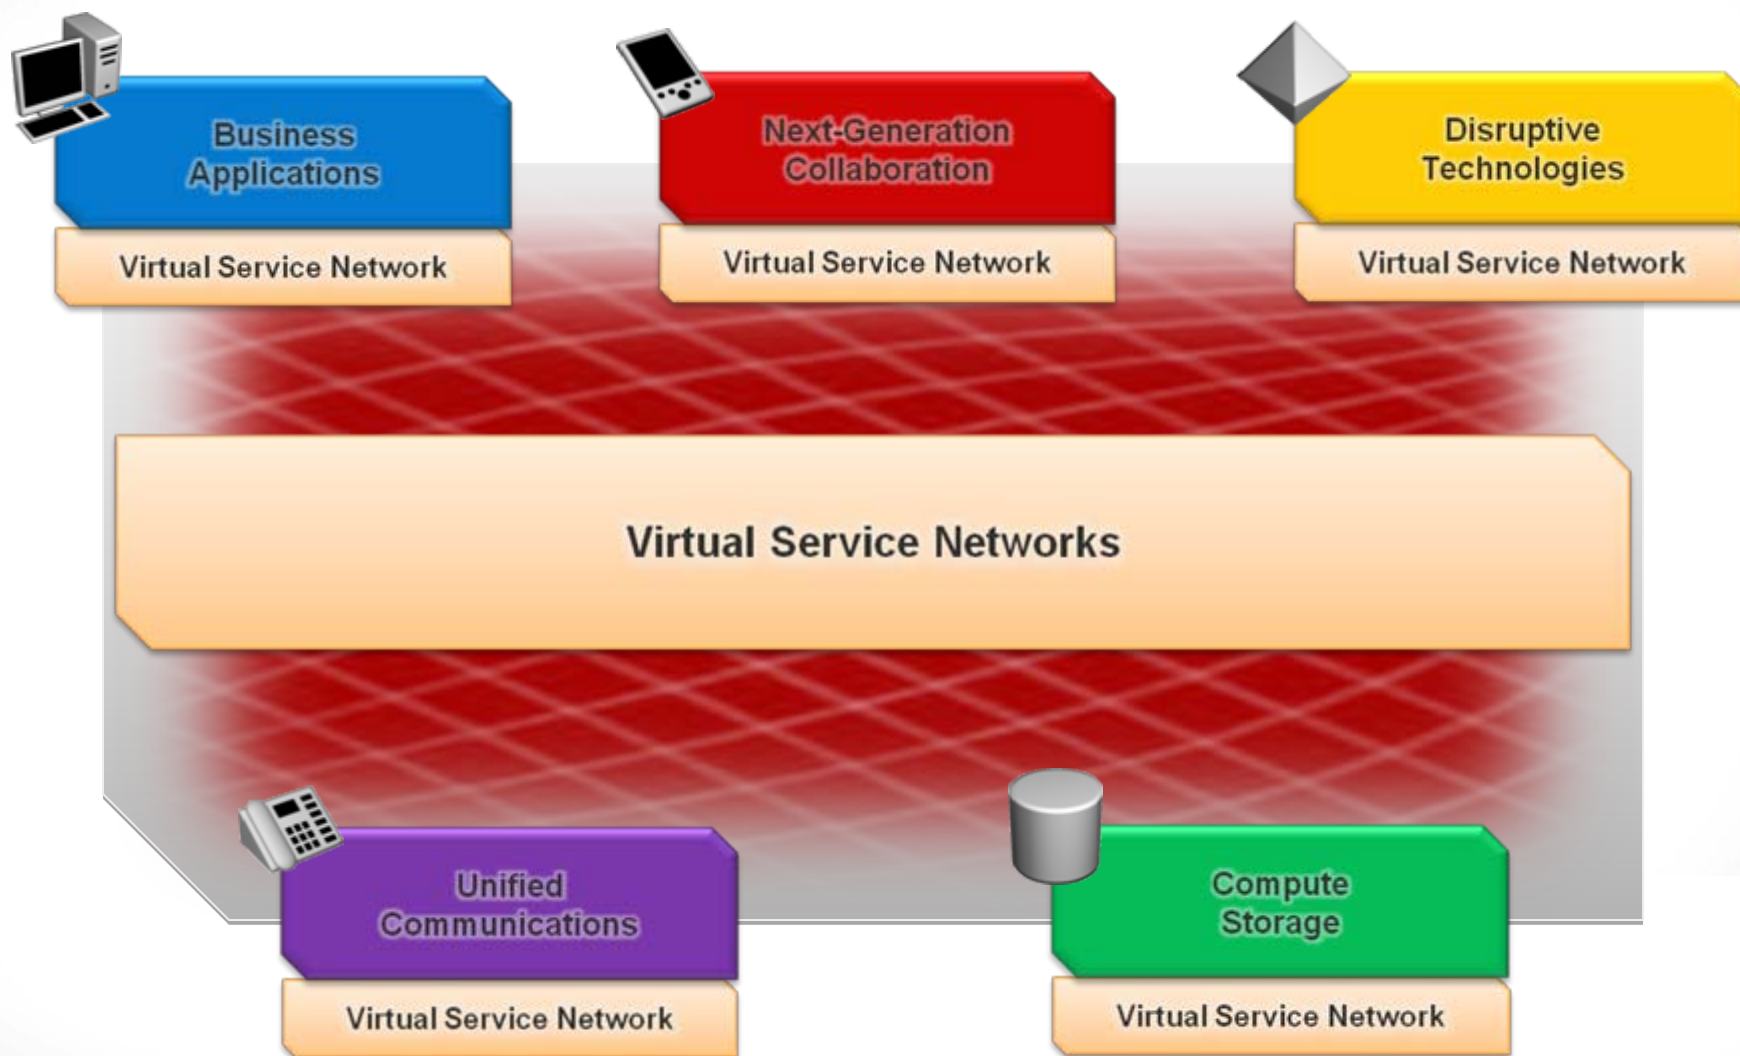 Business
Applications
Virtual Service Network
Next-Generation
Collaboration
Virtual Service Network
Disruptive
Technologies
Virtual Service Network
Virtual Service Networks
Unified
Communications
Virtual Service Network
Compute
Storage
Virtual Service Network